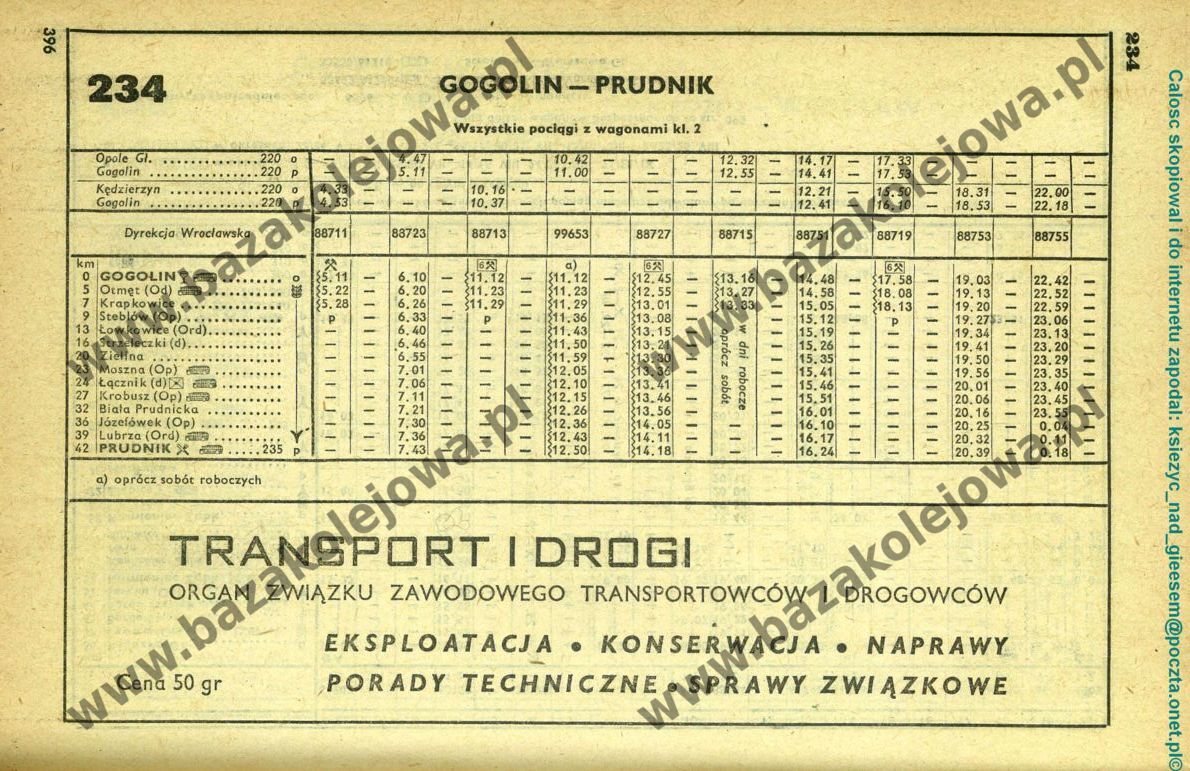 396
234
234 GOGOLIN — PRUDNIK
Wszystkie pociągi z wagonami kl. 2
Opole Gł. .............. 220 o — — 4.47 — — — 10.42 — — — 12.32 — 14.17 — 17.33 — — — — —
Gogolin ................ 220 p — — 5.11 — — — 11.00 — — — 12.55 — 14.41 — 17.53 — — — — —
Kędzierzyn ............. 220 o 4.33 — — — 10.16 — — — — — — — 12.21 — 15.50 — 18.31 — 22.00 —
Gogolin ................ 220 p 4.53 — — — 10.37 — — — — — — — 12.41 — 16.10 — 18.53 — 22.18 —
Dyrekcja Wrocławska 88711 88723 88713 99653 88727 88715 88751 88719 88753 88755
km 6 a) 6 6
0 GOGOLIN o 5.11 — 6.10 — 11.12 — 11.12 — 12.45 — 13.16 — 14.48 — 17.58 — 19.03 — 22.42 —
5 Otmęt (Od) 5.22 — 6.20 — 11.23 — 11.23 — 12.55 — 13.27 — 14.58 — 18.08 — 19.13 — 22.52 —
7 Krapkowice 5.28 — 6.26 — 11.29 — 11.29 — 13.01 — 13.33 — 15.05 — 18.13 — 19.20 — 22.59 —
9 Stebłów (Op) p — 6.33 — p — 11.36 — 13.08 — — 15.12 — p — 19.27 — 23.06 —
13 Łowkowice (Ord) — — 6.40 — — — 11.43 — 13.15 — — 15.19 — — — 19.34 — 23.13 —
16 Strzeleczki (d) — — 6.46 — — — 11.50 — 13.21 — — 15.26 — — — 19.41 — 23.20 —
20 Zielina — — 6.55 — — — 11.59 — 13.30 — — 15.35 — — — 19.50 — 23.29 —
23 Moszna (Op) — — 7.01 — — — 12.05 — 13.36 — — 15.41 — — — 19.56 — 23.35 —
24 Łącznik (d) — — 7.06 — — — 12.10 — 13.41 — — 15.46 — — — 20.01 — 23.40 —
27 Krobusz (Op) — — 7.11 — — — 12.15 — 13.46 — — 15.51 — — — 20.06 — 23.45 —
32 Biała Prudnicka — — 7.21 — — — 12.26 — 13.56 — — 16.01 — — — 20.16 — 23.55 —
36 Józefówek (Op) — — 7.30 — — — 12.36 — 14.05 — — — 16.10 — — — 20.25 — 0.04 —
39 Lubrza (Ord) — — 7.36 — — — 12.43 — 14.11 — — — 16.17 — — — 20.32 — 0.11 —
42 PRUDNIK ..... 235 p — — 7.43 — — — 12.50 — 14.18 — — — 16.24 — — — 20.39 — 0.18 —
w dni robocze
oprócz sobót
a) oprócz sobót roboczych
TRANSPORT I DROGI
ORGAN ZWIĄZKU ZAWODOWEGO TRANSPORTOWCÓW I DROGOWCÓW
EKSPLOATACJA • KONSERWACJA • NAPRAWY
Cena 50 gr PORADY TECHNICZNE • SPRAWY ZWIĄZKOWE
www.bazakolejowa.pl
www.bazakolejowa.pl
www.bazakolejowa.pl
www.bazakolejowa.pl
Calosc skopiowal i do internetu zapodal: ksiezyc_nad_gieesem@poczta.onet.pl©